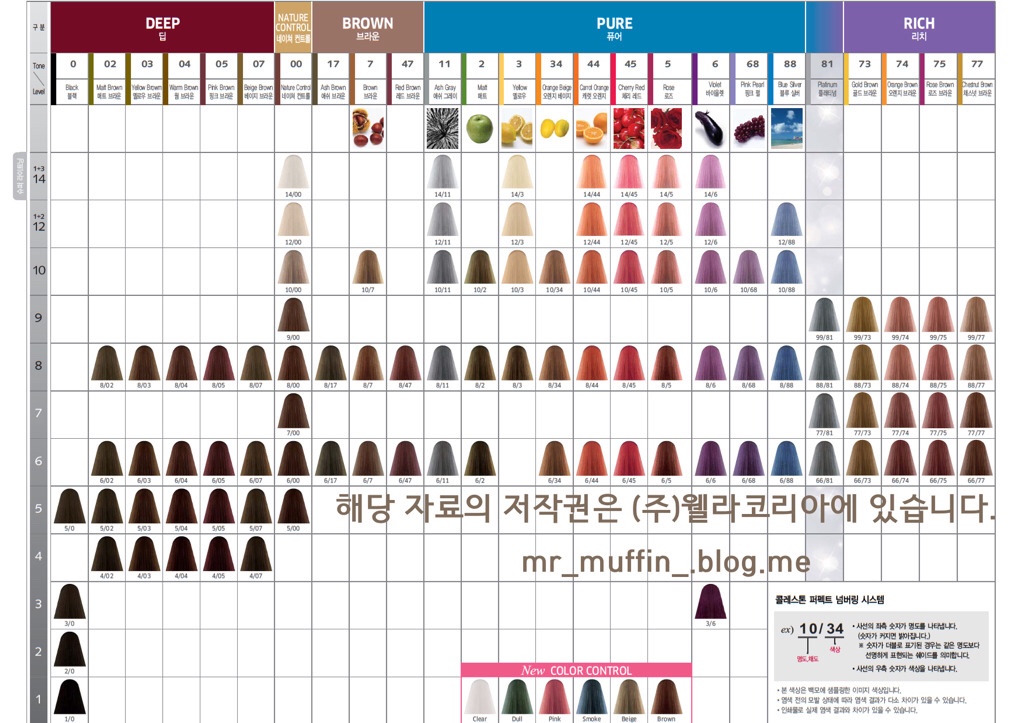 구 분
DEEP
딥
NATURE
CONTROL
네이쳐 컨트롤
BROWN
브라운
PURE
퓨어
RICH
리치
Tone
Level
0 02 03 04 05 07 00 17 7 47 11 2 3 34 44 45 5 6 68 88 81 73 74 75 77
Black Matt Brown Yellow Brown Warm Brown Pink Brown Beige Brown Nature Control Ash Brown Brown Red Brown Ash Gray Matt Yellow Orange Beige Carrot Orange Cherry Red Rose Violet Pink Pearl Blue Silver Platinum Gold Brown Orange Brown Rose Brown Chestnut Brown
블랙 매트 브라운 옐로우 브라운 웜 브라운 핑크 브라운 베이지 브라운 네이쳐 컨트롤 애쉬 브라운 브라운 레드 브라운 애쉬 그레이 매트 옐로우 오렌지 베이지 캐럿 오렌지 체리 레드 로즈 바이올렛 핑크 펄 블루 실버 플래티넘 골드 브라운 오렌지 브라운 로즈 브라운 체스넛 브라운
슈퍼 라이트닝
1+3
14
14/00 14/11 14/3 14/44 14/45 14/5 14/6
1+2
12
12/00 12/11 12/3 12/44 12/45 12/5 12/6 12/88
10
10/00 10/7 10/11 10/2 10/3 10/34 10/44 10/45 10/5 10/6 10/68 10/88
9
9/00 99/81 99/73 99/74 99/75 99/77
8
8/02 8/03 8/04 8/05 8/07 8/00 8/17 8/7 8/47 8/11 8/2 8/3 8/34 8/44 8/45 8/5 8/6 8/68 8/88 88/81 88/73 88/74 88/75 88/77
7
7/00 77/81 77/73 77/74 77/75 77/77
6
6/02 6/03 6/04 6/05 6/07 6/00 6/17 6/7 6/47 6/11 6/2 6/34 6/44 6/45 6/5 6/6 6/68 6/88 66/81 66/73 66/74 66/75 66/77
5
5/0 5/02 5/03 5/04 5/05 5/07 5/00
해당 자료의 저작권은 (주)웰라코리아에 있습니다.
4
4/02 4/03 4/04 4/05 4/07
mr_muffin_.blog.me
3
3/0 3/6
2
2/0
1
1/0
New COLOR CONTROL
Clear Dull Pink Smoke Beige Brown
콜레스톤 퍼펙트 넘버링 시스템
ex) 10/34
명도,채도
색상
• 사선의 좌측 숫자가 명도를 나타냅니다.
(숫자가 커지면 밝아집니다.)
※ 숫자가 더블로 표기된 경우는 같은 명도보다
선명하게 표현되는 쉐이드를 의미합니다.
• 사선의 우측 숫자가 색상을 나타냅니다.
• 본 색상은 백모에 샘플링한 이미지 색상입니다.
• 염색 전의 모발 상태에 따라 염색 결과가 다소 차이가 있을 수 있습니다.
• 인쇄물로 실제 염색 결과와 차이가 있을 수 있습니다.